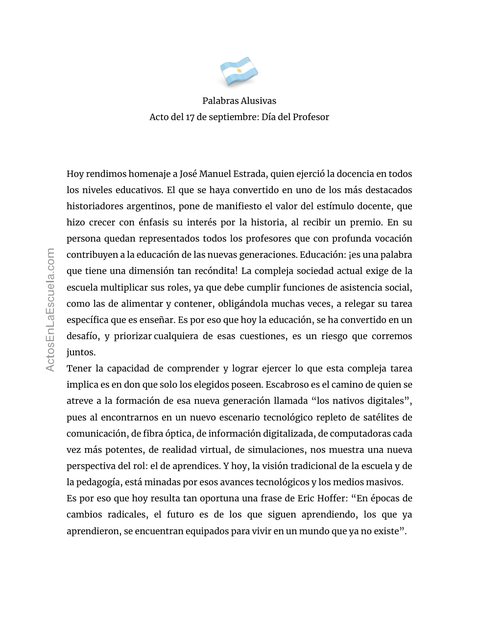 Palabras Alusivas
Acto del 17 de septiembre: Día del Profesor
Hoy rendimos homenaje a José Manuel Estrada, quien ejerció la docencia en todos
los niveles educativos. El que se haya convertido en uno de los más destacados
historiadores argentinos, pone de manifiesto el valor del estímulo docente, que
hizo crecer con énfasis su interés por la historia, al recibir un premio. En su
persona quedan representados todos los profesores que con profunda vocación
contribuyen a la educación de las nuevas generaciones. Educación: ¡es una palabra
que tiene una dimensión tan recóndita! La compleja sociedad actual exige de la
escuela multiplicar sus roles, ya que debe cumplir funciones de asistencia social,
como las de alimentar y contener, obligándola muchas veces, a relegar su tarea
específica que es enseñar. Es por eso que hoy la educación, se ha convertido en un
desafío, y priorizar cualquiera de esas cuestiones, es un riesgo que corremos
juntos.
Tener la capacidad de comprender y lograr ejercer lo que esta compleja tarea
implica es en don que solo los elegidos poseen. Escabroso es el camino de quien se
atreve a la formación de esa nueva generación llamada “los nativos digitales”,
pues al encontrarnos en un nuevo escenario tecnológico repleto de satélites de
comunicación, de fibra óptica, de información digitalizada, de computadoras cada
vez más potentes, de realidad virtual, de simulaciones, nos muestra una nueva
perspectiva del rol: el de aprendices. Y hoy, la visión tradicional de la escuela y de
la pedagogía, está minadas por esos avances tecnológicos y los medios masivos.
Es por eso que hoy resulta tan oportuna una frase de Eric Hoffer: “En épocas de
cambios radicales, el futuro es de los que siguen aprendiendo, los que ya
aprendieron, se encuentran equipados para vivir en un mundo que ya no existe”.
ActosEnLaEscuela.com